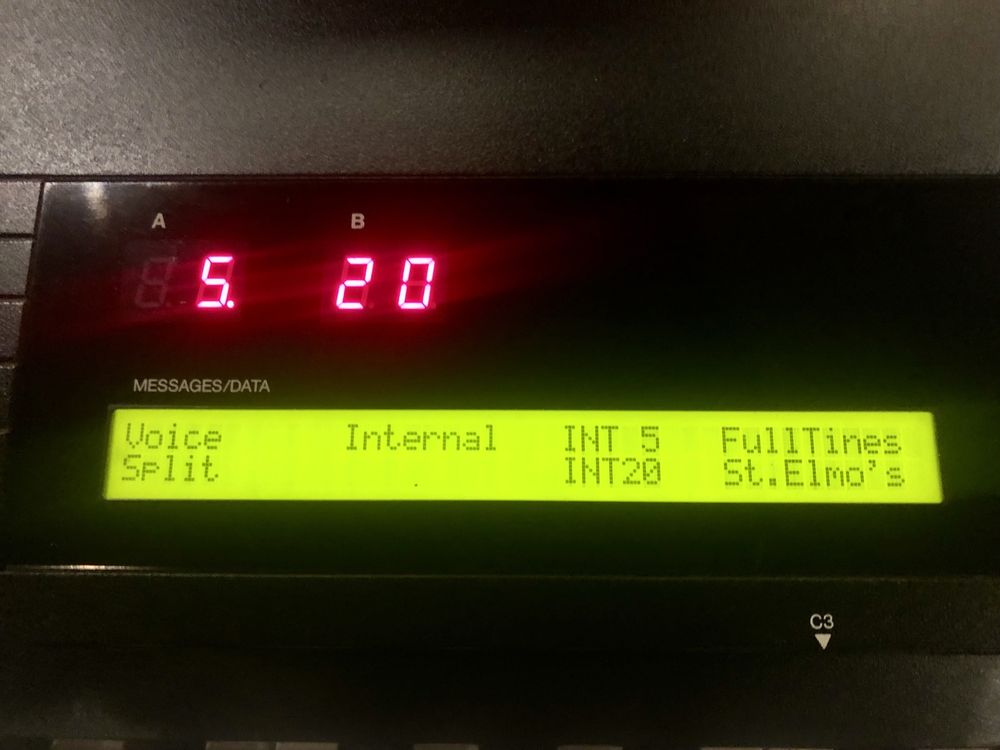 A B
5. 20
MESSAGES/DATA
Voice Internal INT 5 FullTines
Split INT20 St.Elmo's
C3